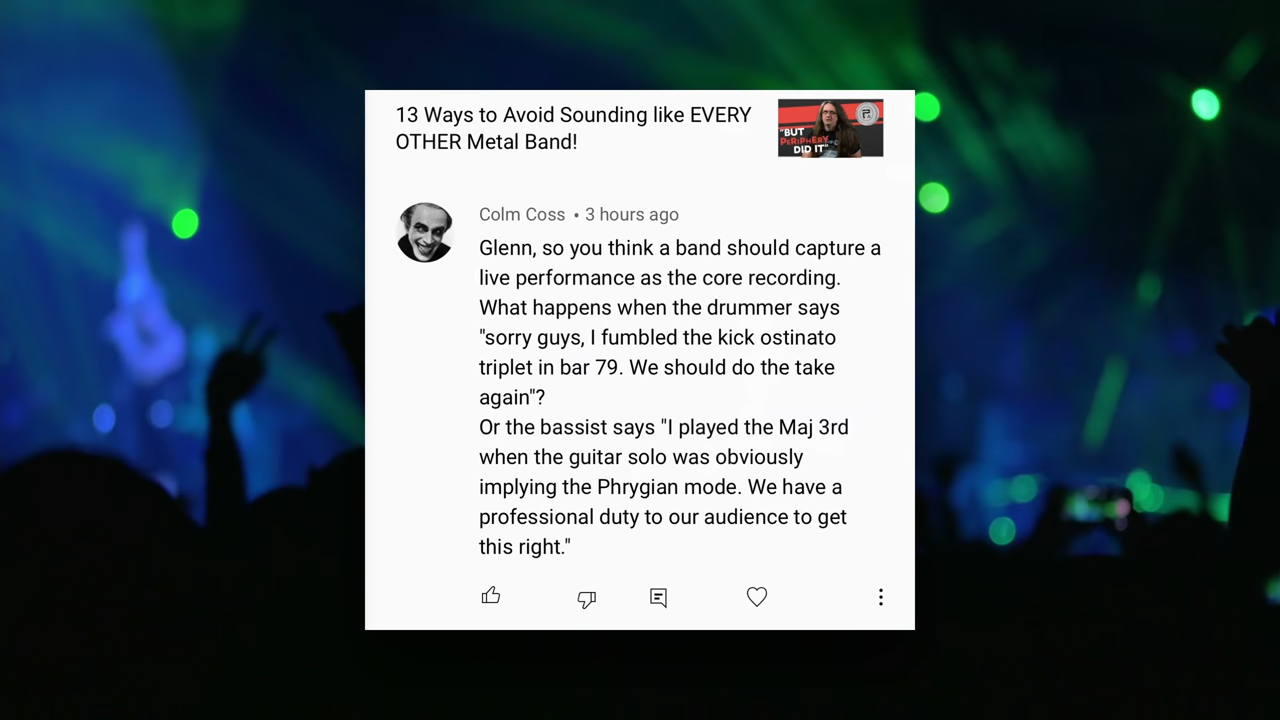 13 Ways to Avoid Sounding like EVERY
OTHER Metal Band!
"BUT
PERIPHERY
DID IT"
Colm Coss • 3 hours ago
Glenn, so you think a band should capture a
live performance as the core recording.
What happens when the drummer says
"sorry guys, I fumbled the kick ostinato
triplet in bar 79. We should do the take
again"?
Or the bassist says "I played the Maj 3rd
when the guitar solo was obviously
implying the Phrygian mode. We have a
professional duty to our audience to get
this right."